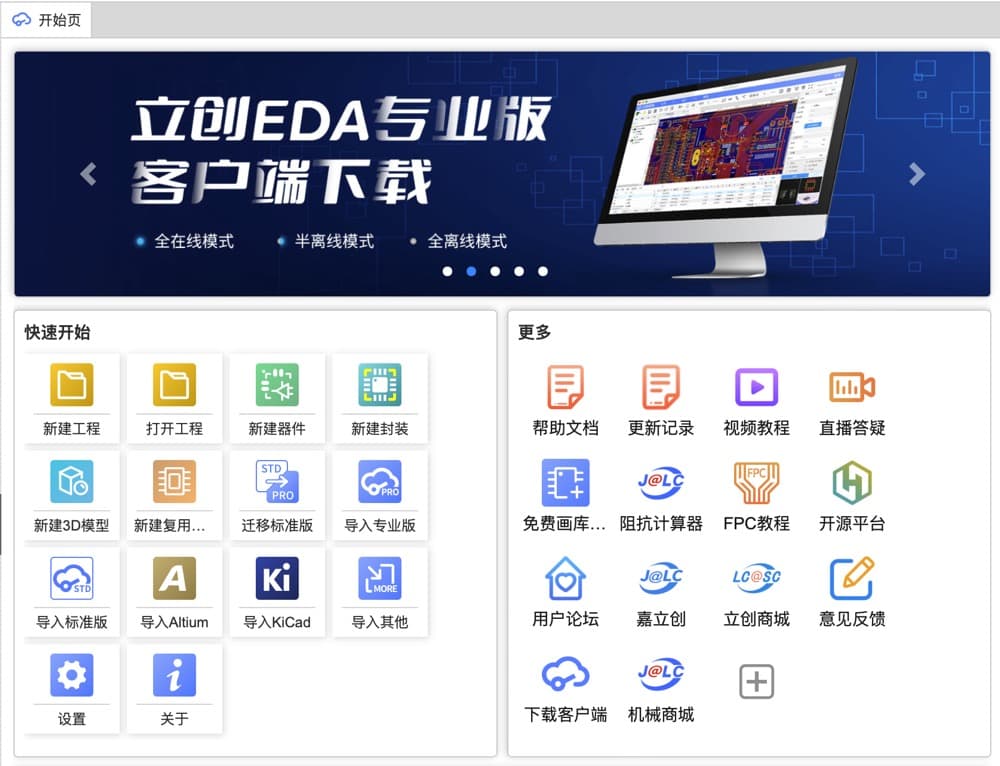 开始页
立创EDA专业版
客户端下载
全在线模式 半离线模式 全离线模式
快速开始
新建工程 打开工程 新建器件 新建封装
STD PRO PRO
新建3D模型 新建复用... 迁移标准版 导入专业版
STD A Ki MORE
导入标准版 导入Altium 导入KiCad 导入其他
i
设置 关于
更多
帮助文档 更新记录 视频教程 直播答疑
J@LC FPC
免费画库... 阻抗计算器 FPC教程 开源平台
J@LC LC@SC
用户论坛 嘉立创 立创商城 意见反馈
J@LC
下载客户端 机械商城